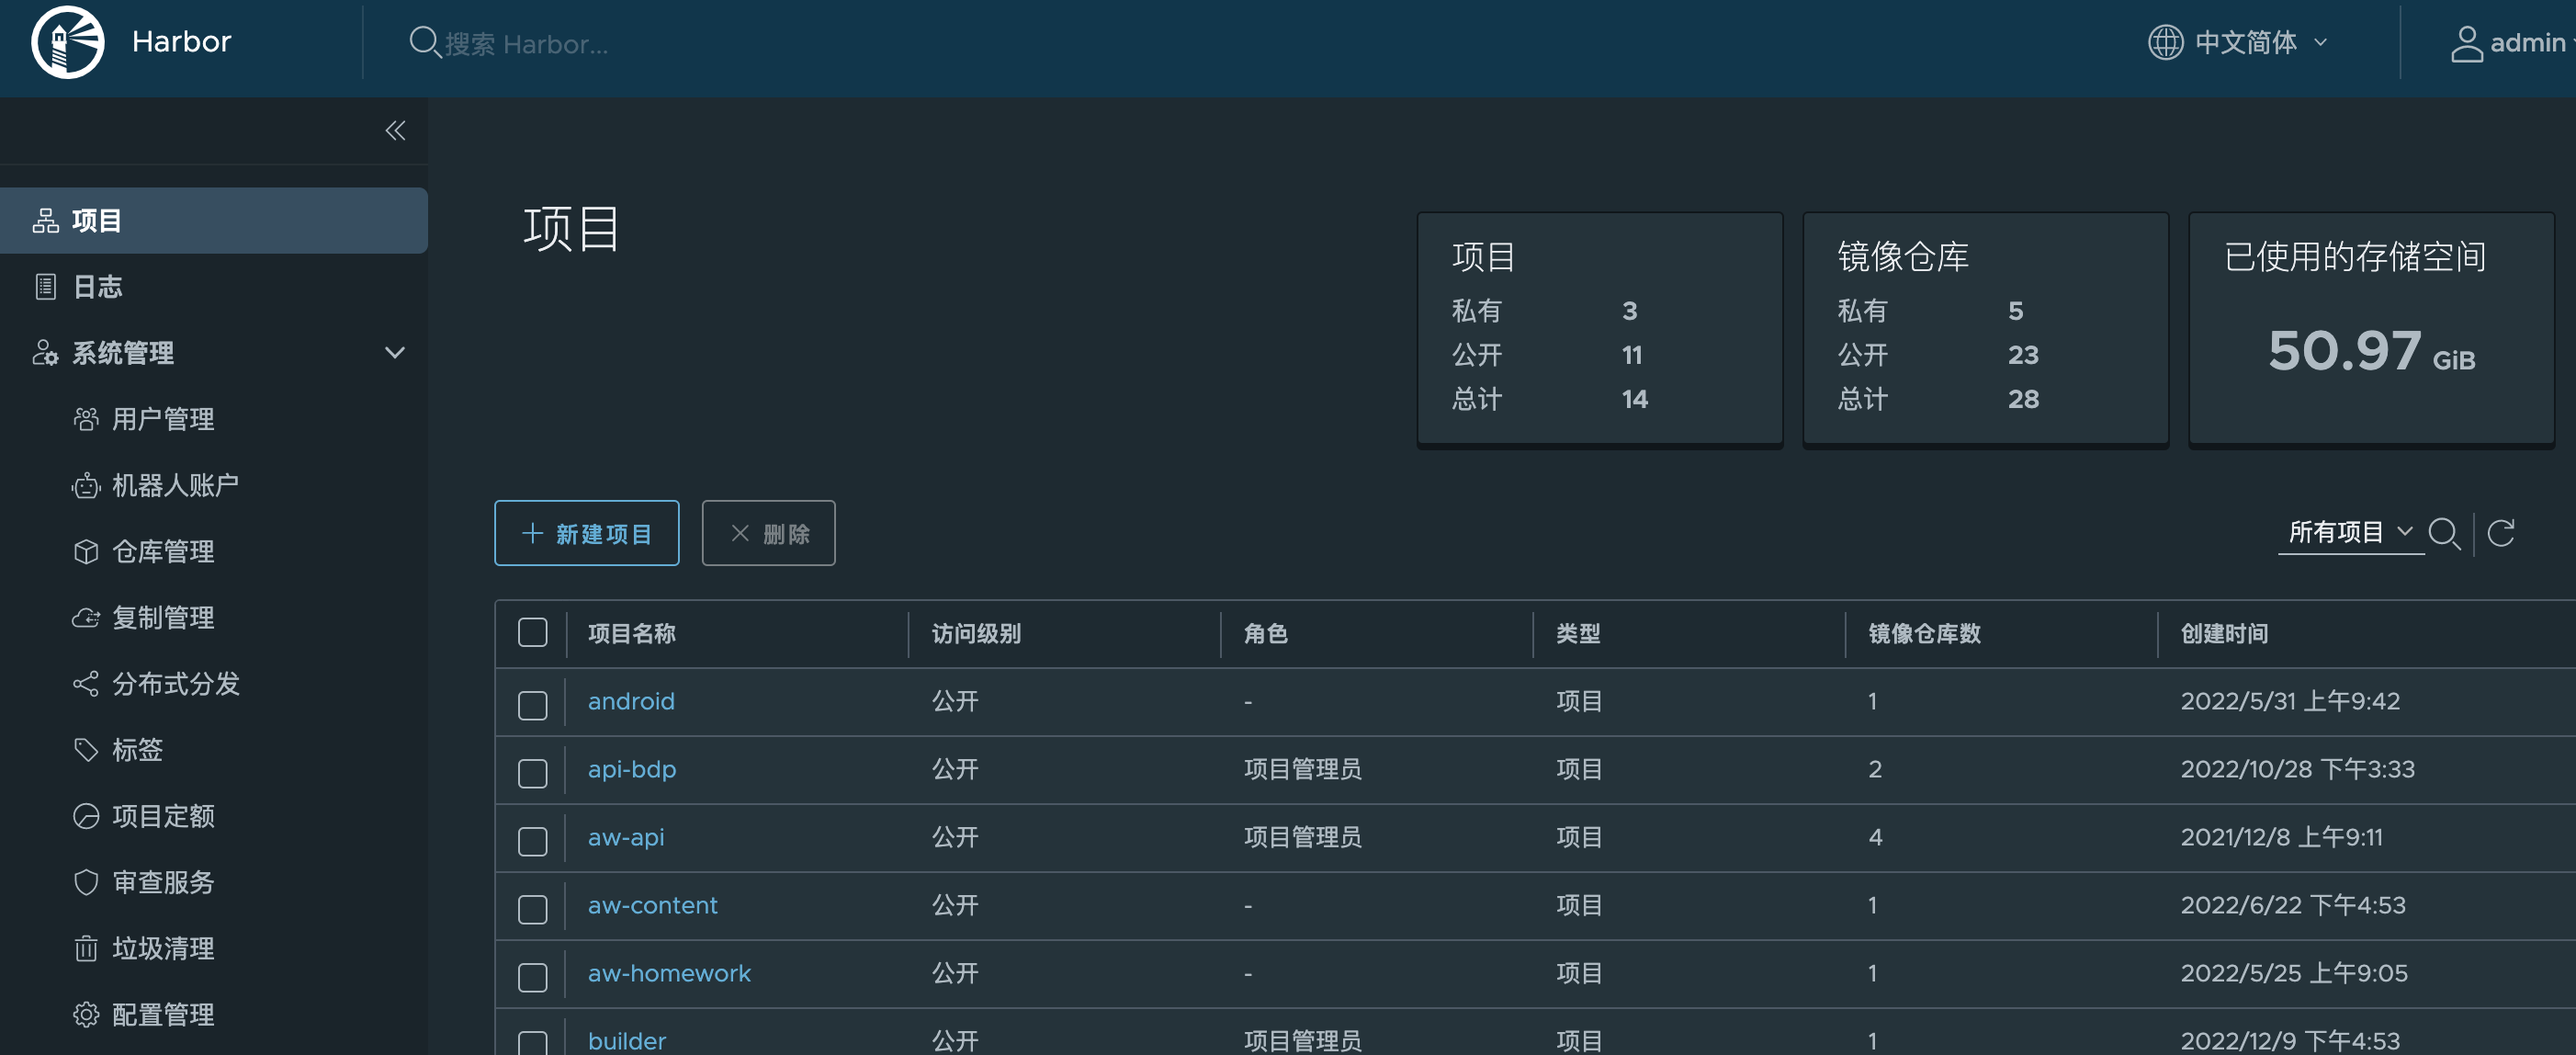 Harbor
搜索 Harbor...
中文简体
admin
项目
日志
系统管理
用户管理
机器人账户
仓库管理
复制管理
分布式分发
标签
项目定额
审查服务
垃圾清理
配置管理
项目
项目
私有 3
公开 11
总计 14
镜像仓库
私有 5
公开 23
总计 28
已使用的存储空间
50.97 GiB
新建项目
删除
所有项目
项目名称 访问级别 角色 类型 镜像仓库数 创建时间
android 公开 - 项目 1 2022/5/31 上午9:42
api-bdp 公开 项目管理员 项目 2 2022/10/28 下午3:33
aw-api 公开 项目管理员 项目 4 2021/12/8 上午9:11
aw-content 公开 - 项目 1 2022/6/22 下午4:53
aw-homework 公开 - 项目 1 2022/5/25 上午9:05
builder 公开 项目管理员 项目 1 2022/12/9 下午4:53